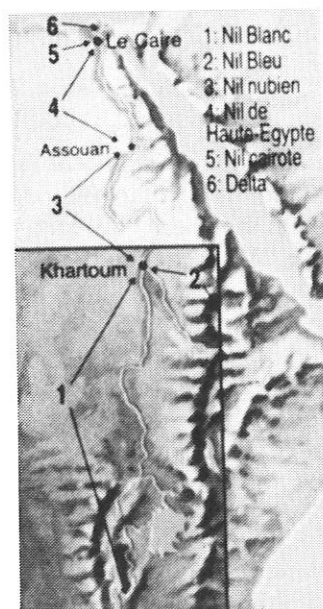 6
5
Le Caire
4
Assouan
3
Khartoum
2
1
1: Nil Blanc
2: Nil Bleu
3: Nil nubien
4: Nil de
Haute-Egypte
5: Nil cairote
6: Delta